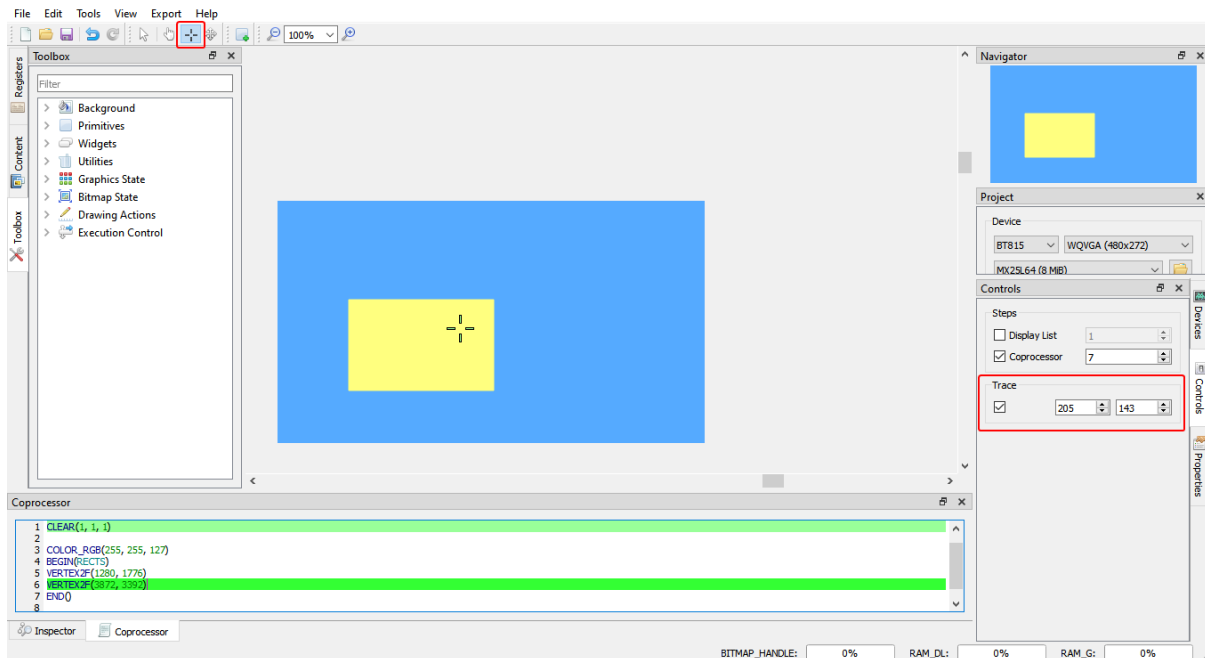 File Edit Tools View Export Help
100%
Registers
Content
Toolbox
Toolbox
Filter
Background
Primitives
Widgets
Utilities
Graphics State
Bitmap State
Drawing Actions
Execution Control
Navigator
Project
Device
BT815 WQVGA (480x272)
MX25L64 (8 MiB)
Controls
Steps
Display List 1
Coprocessor 7
Trace
205 143
Devices
Controls
Properties
Coprocessor
1 CLEAR(1, 1, 1)
2
3 COLOR_RGB(255, 255, 127)
4 BEGIN(RECTS)
5 VERTEX2F(1280, 1776)
6 VERTEX2F(3872, 3392)
7 END()
8
Inspector Coprocessor
BITMAP_HANDLE: 0% RAM_DL: 0% RAM_G: 0%